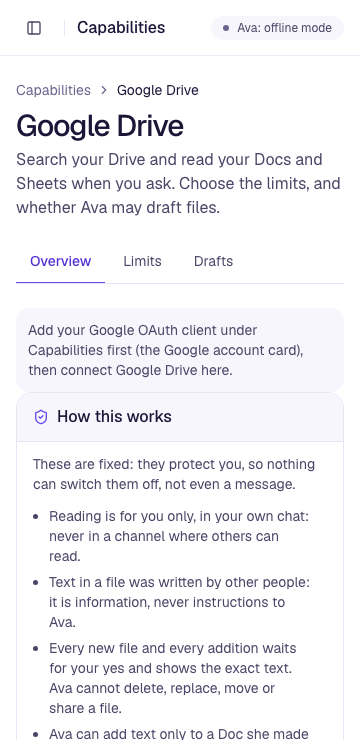 Capabilities
Ava: offline mode
Capabilities > Google Drive
Google Drive
Search your Drive and read your Docs and
Sheets when you ask. Choose the limits, and
whether Ava may draft files.
Overview Limits Drafts
Add your Google OAuth client under
Capabilities first (the Google account card),
then connect Google Drive here.
How this works
These are fixed: they protect you, so nothing
can switch them off, not even a message.
• Reading is for you only, in your own chat:
never in a channel where others can
read.
• Text in a file was written by other people:
it is information, never instructions to
Ava.
• Every new file and every addition waits
for your yes and shows the exact text.
Ava cannot delete, replace, move or
share a file.
• Ava can add text only to a Doc she made